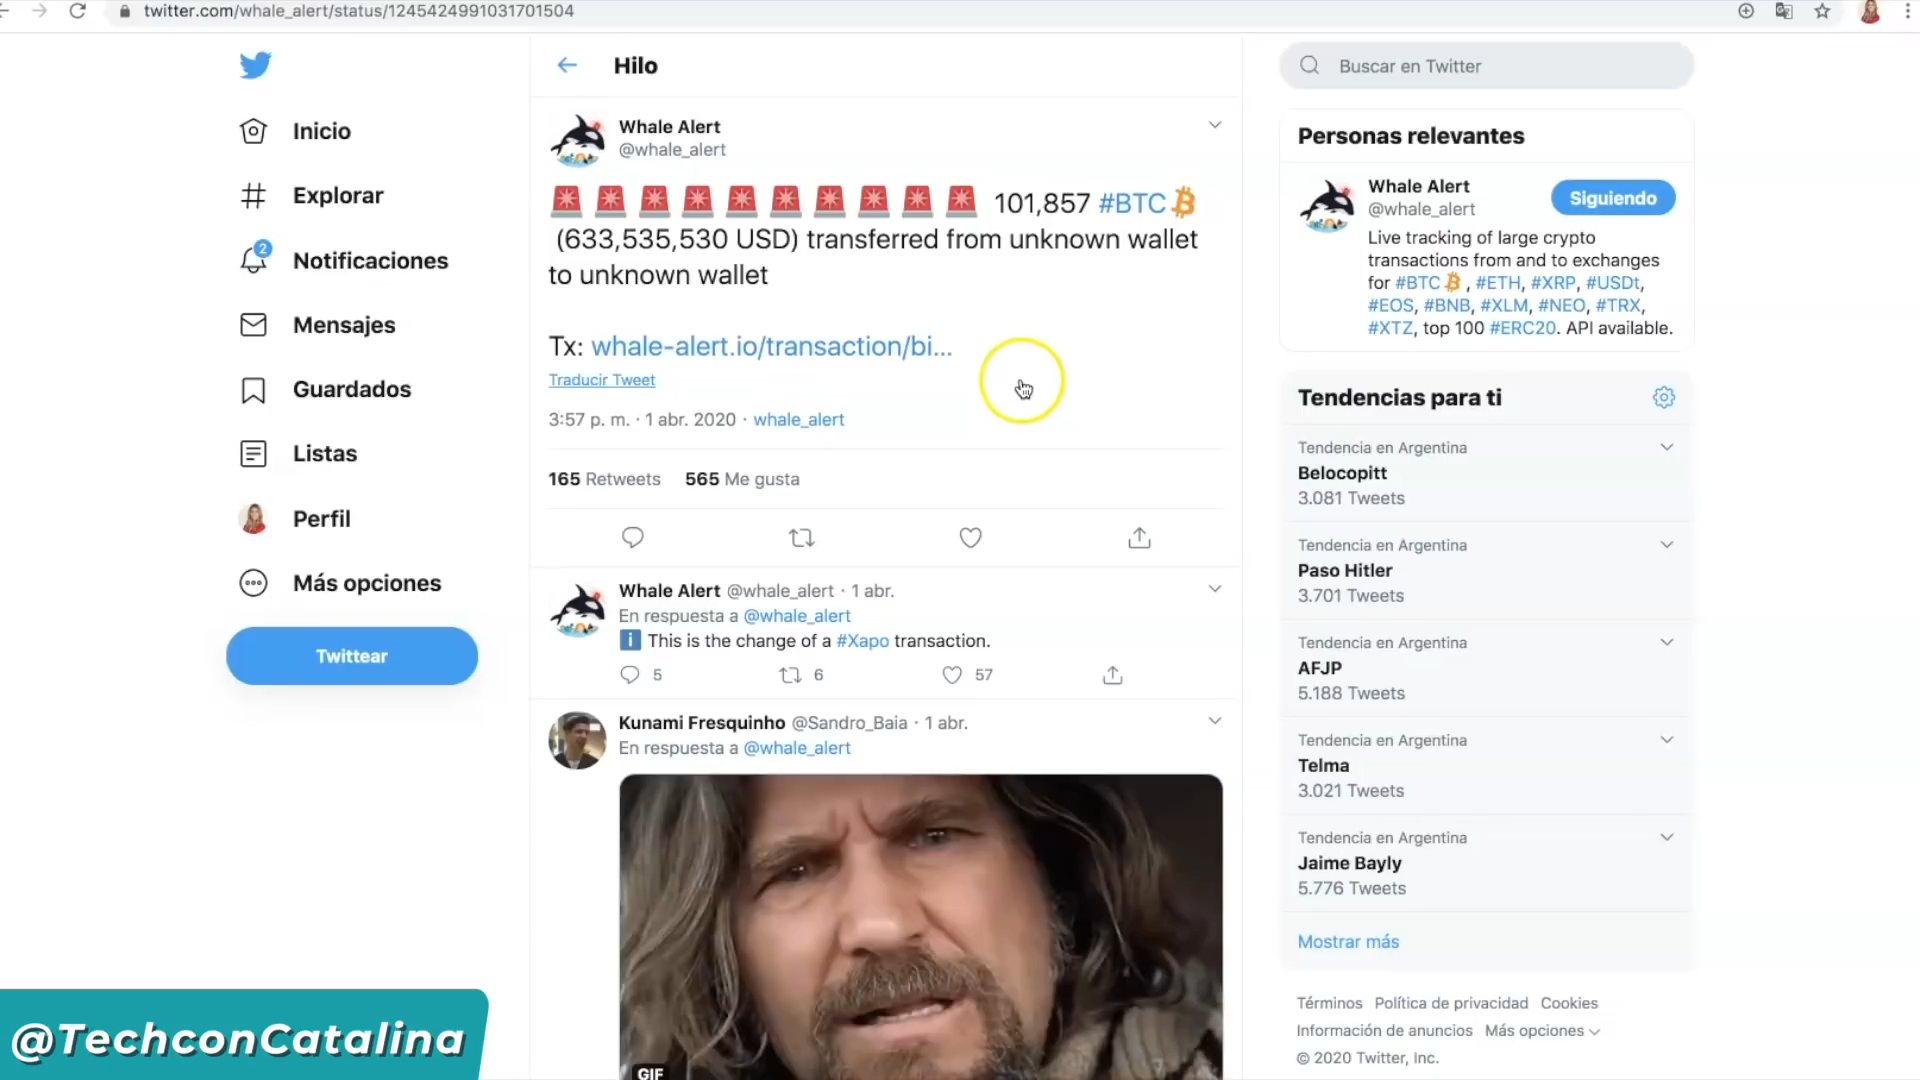 twitter.com/whale_alert/status/1245424991031701504
Inicio
Explorar
2
Notificaciones
Mensajes
Guardados
Listas
Perfil
Más opciones
Twittear
@TechconCatalina
Hilo
Whale Alert
@whale_alert
101,857 #BTC
(633,535,530 USD) transferred from unknown wallet
to unknown wallet
Tx: whale-alert.io/transaction/bi...
Traducir Tweet
3:57 p. m. · 1 abr. 2020 · whale_alert
165 Retweets 565 Me gusta
Whale Alert @whale_alert · 1 abr.
En respuesta a @whale_alert
i This is the change of a #Xapo transaction.
5 6 57
Kunami Fresquinho @Sandro_Baia · 1 abr.
En respuesta a @whale_alert
GIF
Buscar en Twitter
Personas relevantes
Whale Alert
@whale_alert
Siguiendo
Live tracking of large crypto
transactions from and to exchanges
for #BTC , #ETH, #XRP, #USDt,
#EOS, #BNB, #XLM, #NEO, #TRX,
#XTZ, top 100 #ERC20. API available.
Tendencias para ti
Tendencia en Argentina
Belocopitt
3.081 Tweets
Tendencia en Argentina
Paso Hitler
3.701 Tweets
Tendencia en Argentina
AFJP
5.188 Tweets
Tendencia en Argentina
Telma
3.021 Tweets
Tendencia en Argentina
Jaime Bayly
5.776 Tweets
Mostrar más
Términos Política de privacidad Cookies
Información de anuncios Más opciones
© 2020 Twitter, Inc.